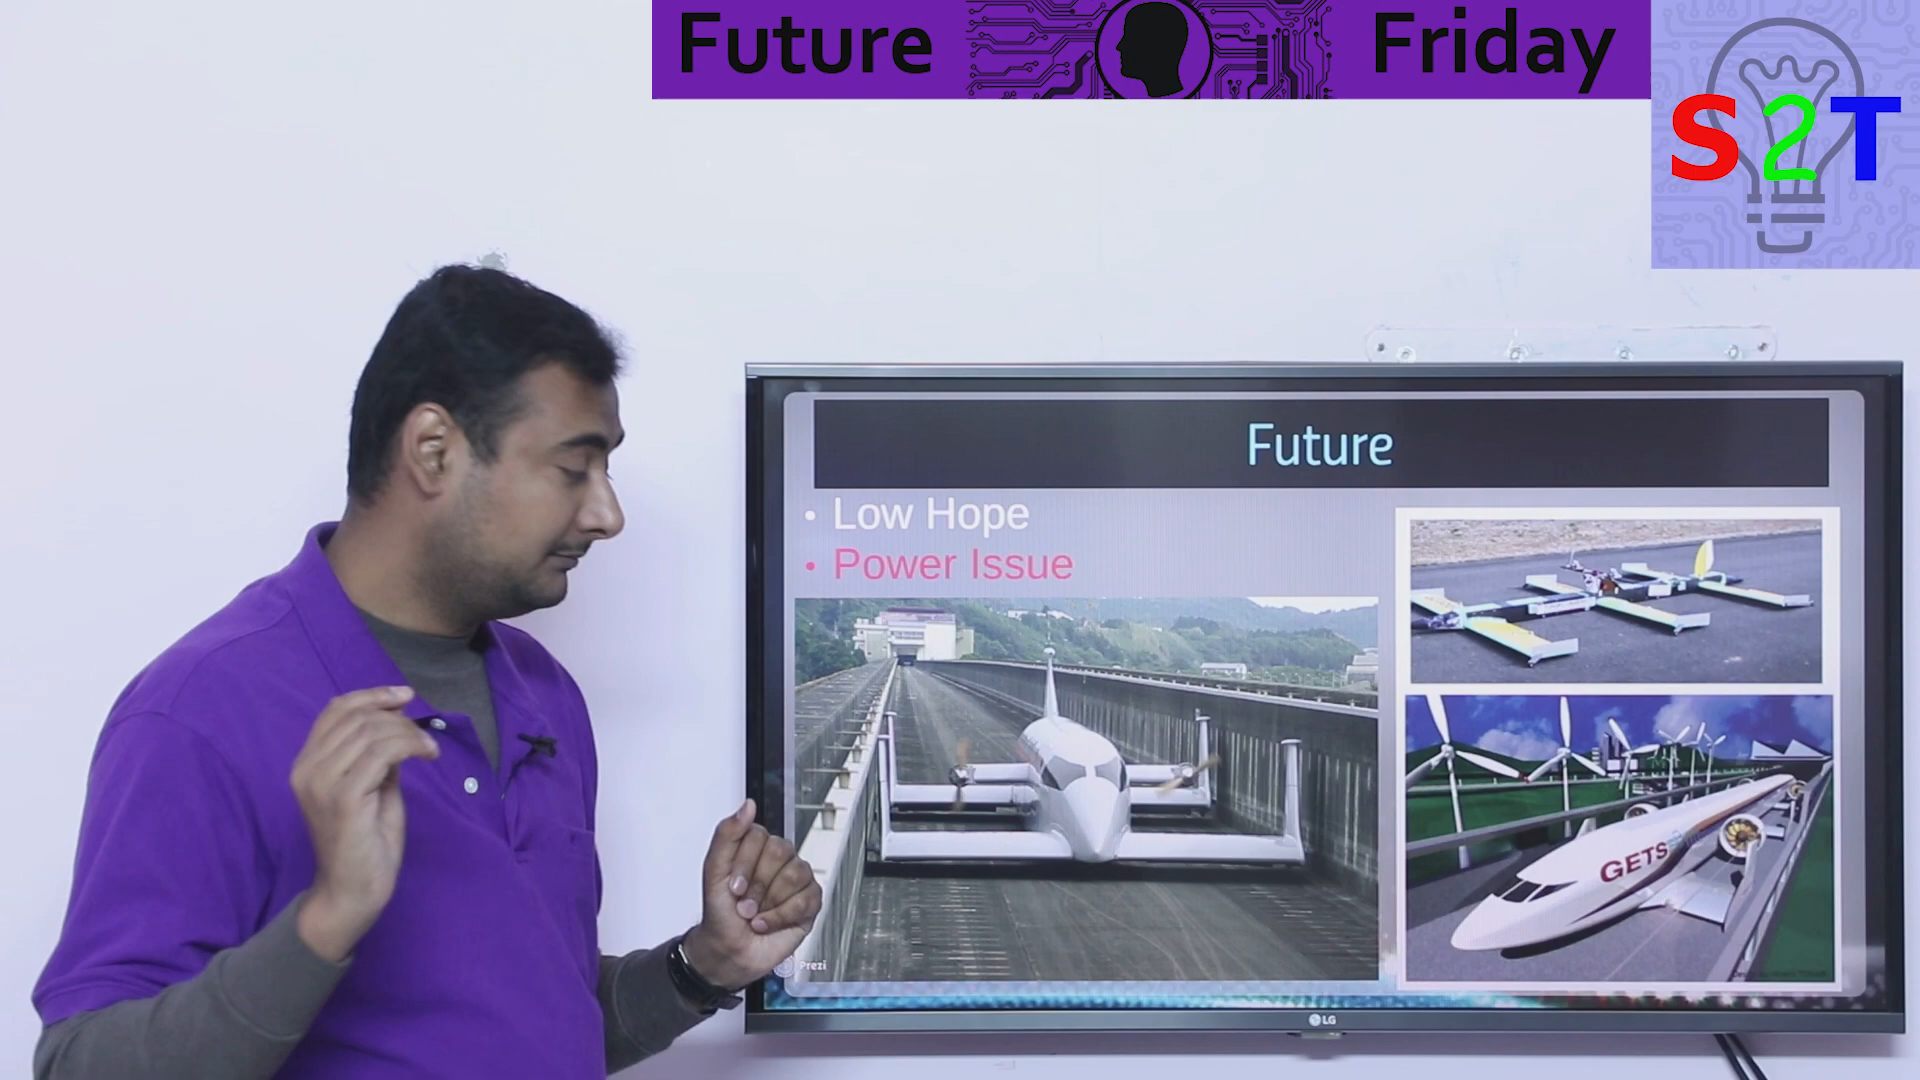 Future Friday
S2T
Future
• Low Hope
• Power Issue
GETS
Prezi
LG